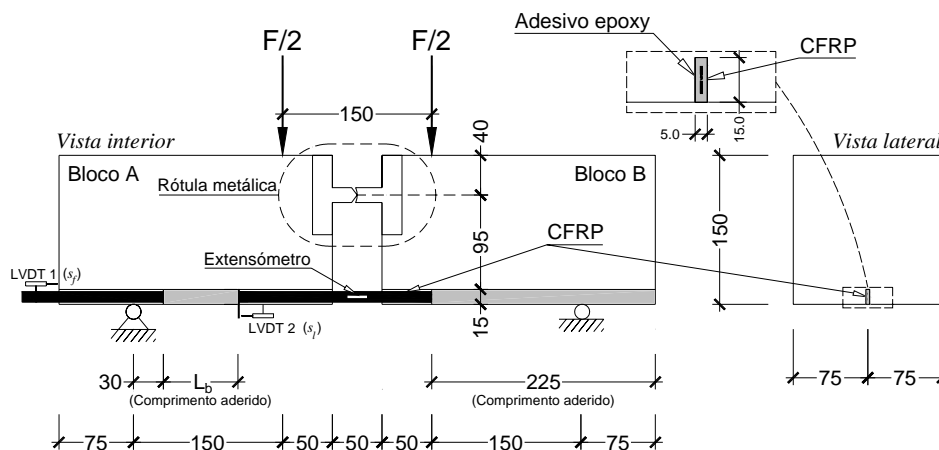 Adesivo epoxy
CFRP
F/2
F/2
150
40
5.0
15.0
Vista interior
Vista lateral
Bloco A
Bloco B
Rótula metálica
CFRP
150
95
Extensómetro
LVDT 1 (sf)
LVDT 2 (sl)
15
30
Lb
(Comprimento aderido)
225
(Comprimento aderido)
75
75
75
150
50
50
50
150
75